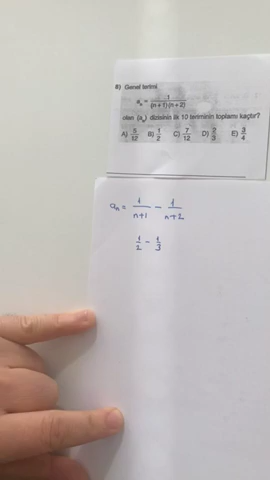 8) Genel terimi
aₙ = 1 / (n+1)(n+2)
olan (aₙ) dizisinin ilk 10 teriminin toplamı kaçtır?
A) 5/12 B) 1/2 C) 7/12 D) 2/3 E) 3/4
aₙ = 1/n+1 - 1/n+2
1/2 - 1/3